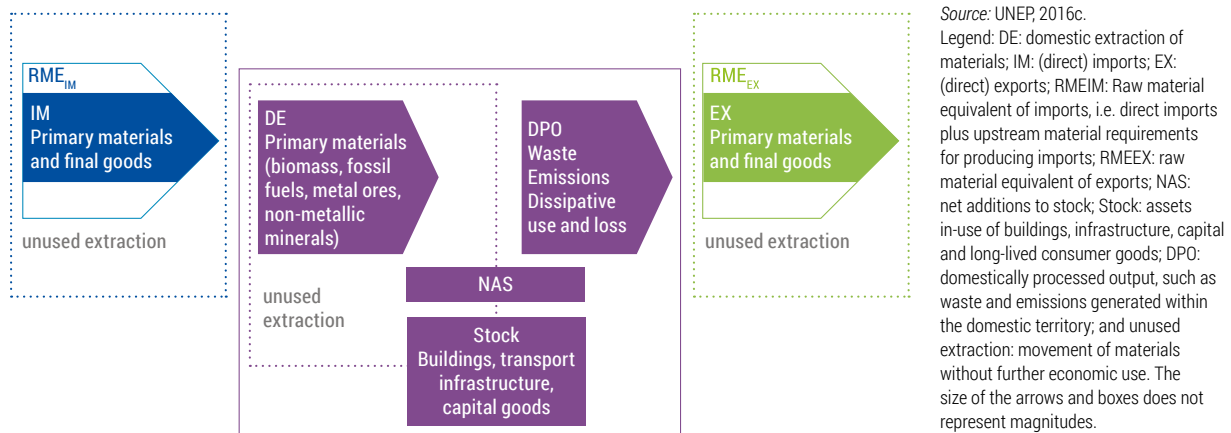 RME IM
IM
Primary materials
and final goods
unused extraction
DE
Primary materials
(biomass, fossil
fuels, metal ores,
non-metallic
minerals)
unused
extraction
DPO
Waste
Emissions
Dissipative
use and loss
NAS
Stock
Buildings, transport
infrastructure,
capital goods
RME EX
EX
Primary materials
and final goods
unused extraction
Source: UNEP, 2016c.
Legend: DE: domestic extraction of
materials; IM: (direct) imports; EX:
(direct) exports; RMEIM: Raw material
equivalent of imports, i.e. direct imports
plus upstream material requirements
for producing imports; RMEEX: raw
material equivalent of exports; NAS:
net additions to stock; Stock: assets
in-use of buildings, infrastructure, capital
and long-lived consumer goods; DPO:
domestically processed output, such as
waste and emissions generated within
the domestic territory; and unused
extraction: movement of materials
without further economic use. The
size of the arrows and boxes does not
represent magnitudes.